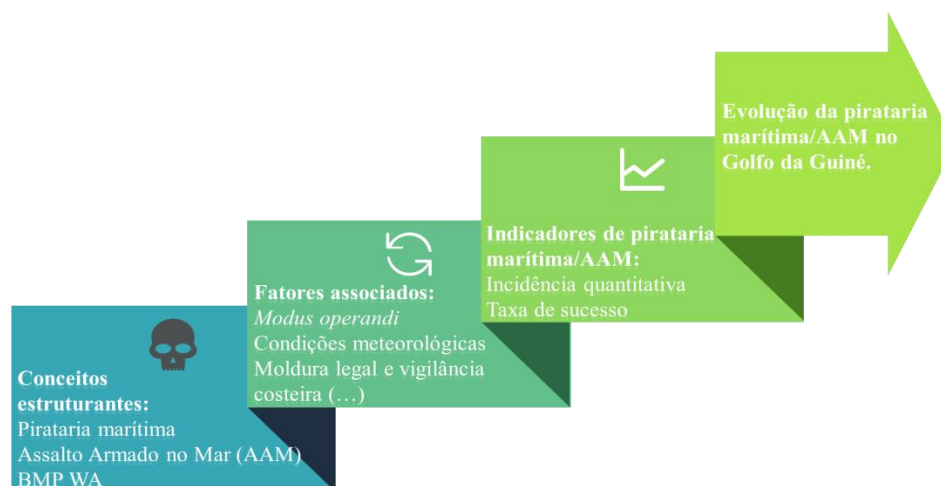 Evolução da pirataria
marítima/AAM no
Golfo da Guiné.
Indicadores de pirataria
marítima/AAM:
Incidência quantitativa
Taxa de sucesso
Fatores associados:
Modus operandi
Condições meteorológicas
Moldura legal e vigilância
costeira (...)
Conceitos
estruturantes:
Pirataria marítima
Assalto Armado no Mar (AAM)
BMP WA